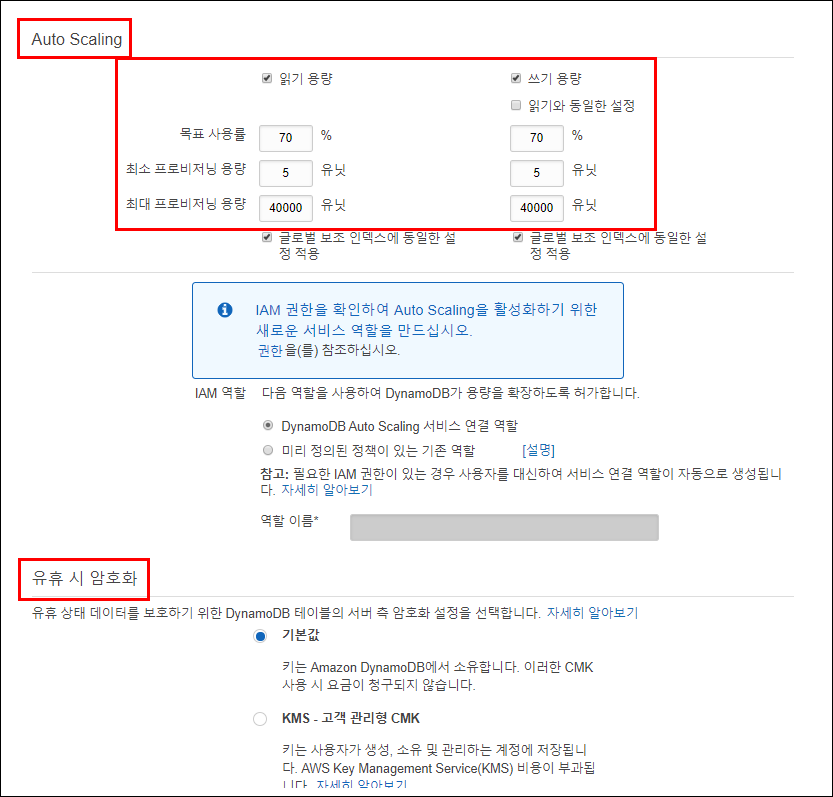 Auto Scaling
읽기 용량 쓰기 용량
읽기와 동일한 설정
목표 사용률 70 % 70 %
최소 프로비저닝 용량 5 유닛 5 유닛
최대 프로비저닝 용량 40000 유닛 40000 유닛
글로벌 보조 인덱스에 동일한 설 글로벌 보조 인덱스에 동일한 설
정 적용 정 적용
IAM 권한을 확인하여 Auto Scaling을 활성화하기 위한
새로운 서비스 역할을 만드십시오.
권한을(를) 참조하십시오.
IAM 역할 다음 역할을 사용하여 DynamoDB가 용량을 확장하도록 허가합니다.
DynamoDB Auto Scaling 서비스 연결 역할
미리 정의된 정책이 있는 기존 역할 [설명]
참고: 필요한 IAM 권한이 있는 경우 사용자를 대신하여 서비스 연결 역할이 자동으로 생성됩니
다. 자세히 알아보기
역할 이름*
유휴 시 암호화
유휴 상태 데이터를 보호하기 위한 DynamoDB 테이블의 서버 측 암호화 설정을 선택합니다. 자세히 알아보기
기본값
키는 Amazon DynamoDB에서 소유합니다. 이러한 CMK
사용 시 요금이 청구되지 않습니다.
KMS - 고객 관리형 CMK
키는 사용자가 생성, 소유 및 관리하는 계정에 저장됩니
다. AWS Key Management Service(KMS) 비용이 부과됩
니다. 자세히 알아보기